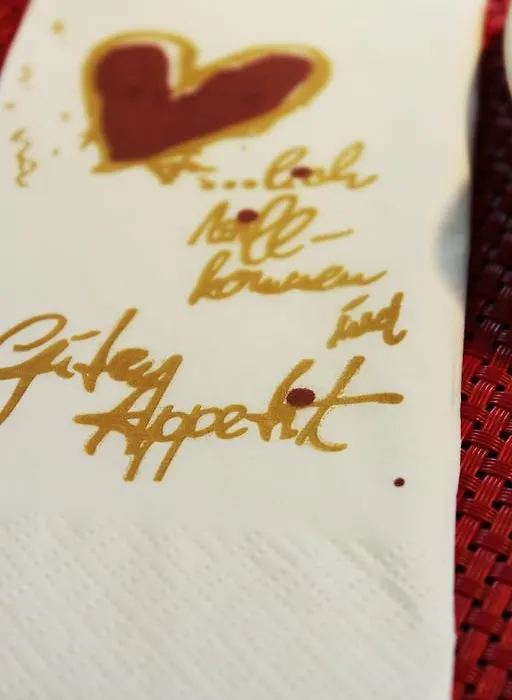 ...lich
will-
kommen
und
Guten
Appetit